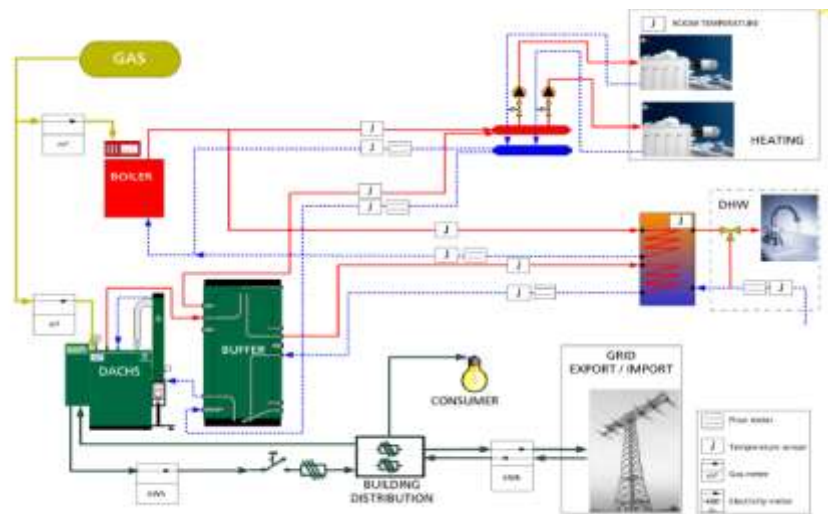 GAS
ROOM TEMPERATURE
HEATING
BOILER
DHW
BUFFER
DACHS
CONSUMER
GRID
EXPORT / IMPORT
BUILDING
DISTRIBUTION
Flow meter
Temperature sensor
Gas meter
Electricity meter